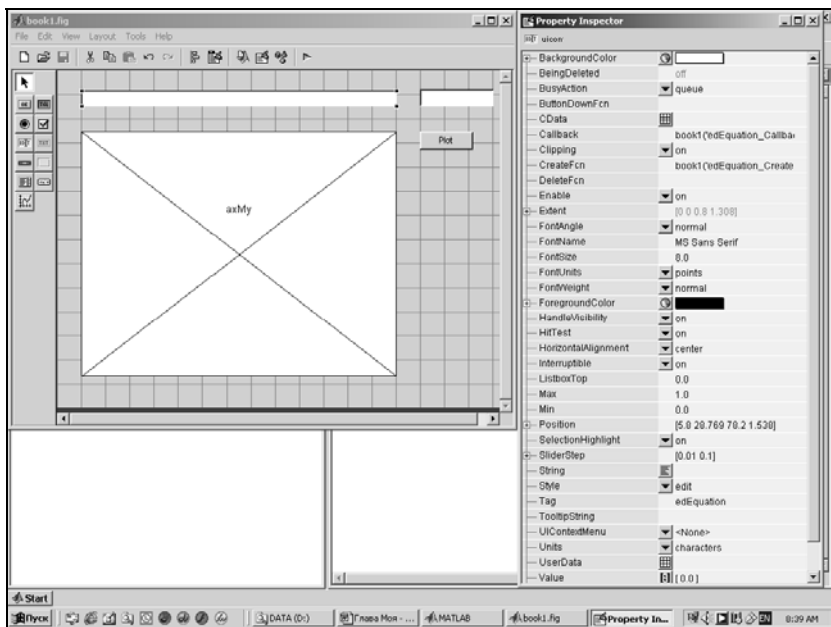 book1.fig
File Edit View Layout Tools Help
Plot
axMy
Property Inspector
BackgroundColor
BeingDeleted off
BusyAction queue
ButtonDownFcn
CData
Callback book1('edEquation_Callba
Clipping on
CreateFcn book1('edEquation_Create
DeleteFcn
Enable on
Extent [0 0 0.8 1.308]
FontAngle normal
FontName MS Sans Serif
FontSize 8.0
FontUnits points
FontWeight normal
ForegroundColor
HandleVisibility on
HitTest on
HorizontalAlignment center
Interruptible on
ListboxTop 0.0
Max 1.0
Min 0.0
Position [5.8 28.769 78.2 1.538]
SelectionHighlight on
SliderStep [0.01 0.1]
String
Style edit
Tag edEquation
TooltipString
UIContextMenu <None>
Units characters
UserData
Value [0.0]
Start
Пуск DATA (D:) Глава Моя - ... MATLAB book1.fig Property In... EN 8:39 AM